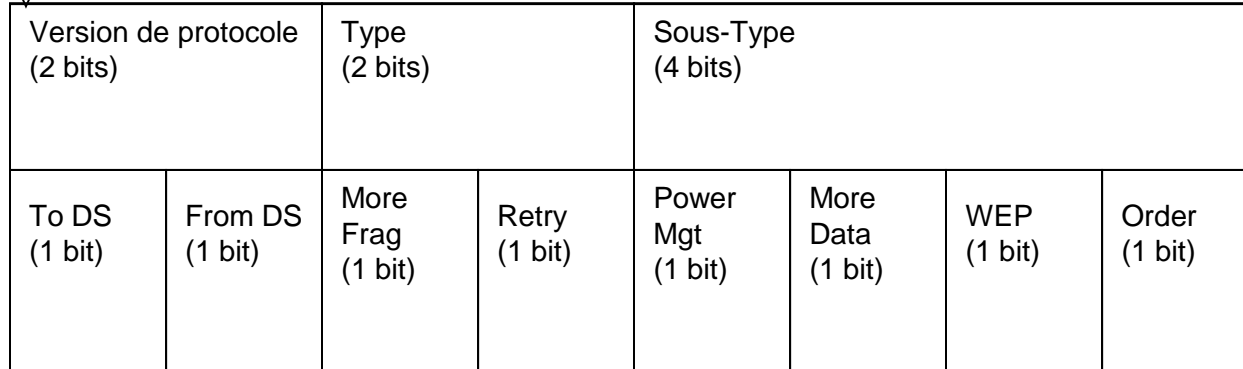 Version de protocole
(2 bits)
Type
(2 bits)
Sous-Type
(4 bits)
To DS
(1 bit)
From DS
(1 bit)
More
Frag
(1 bit)
Retry
(1 bit)
Power
Mgt
(1 bit)
More
Data
(1 bit)
WEP
(1 bit)
Order
(1 bit)